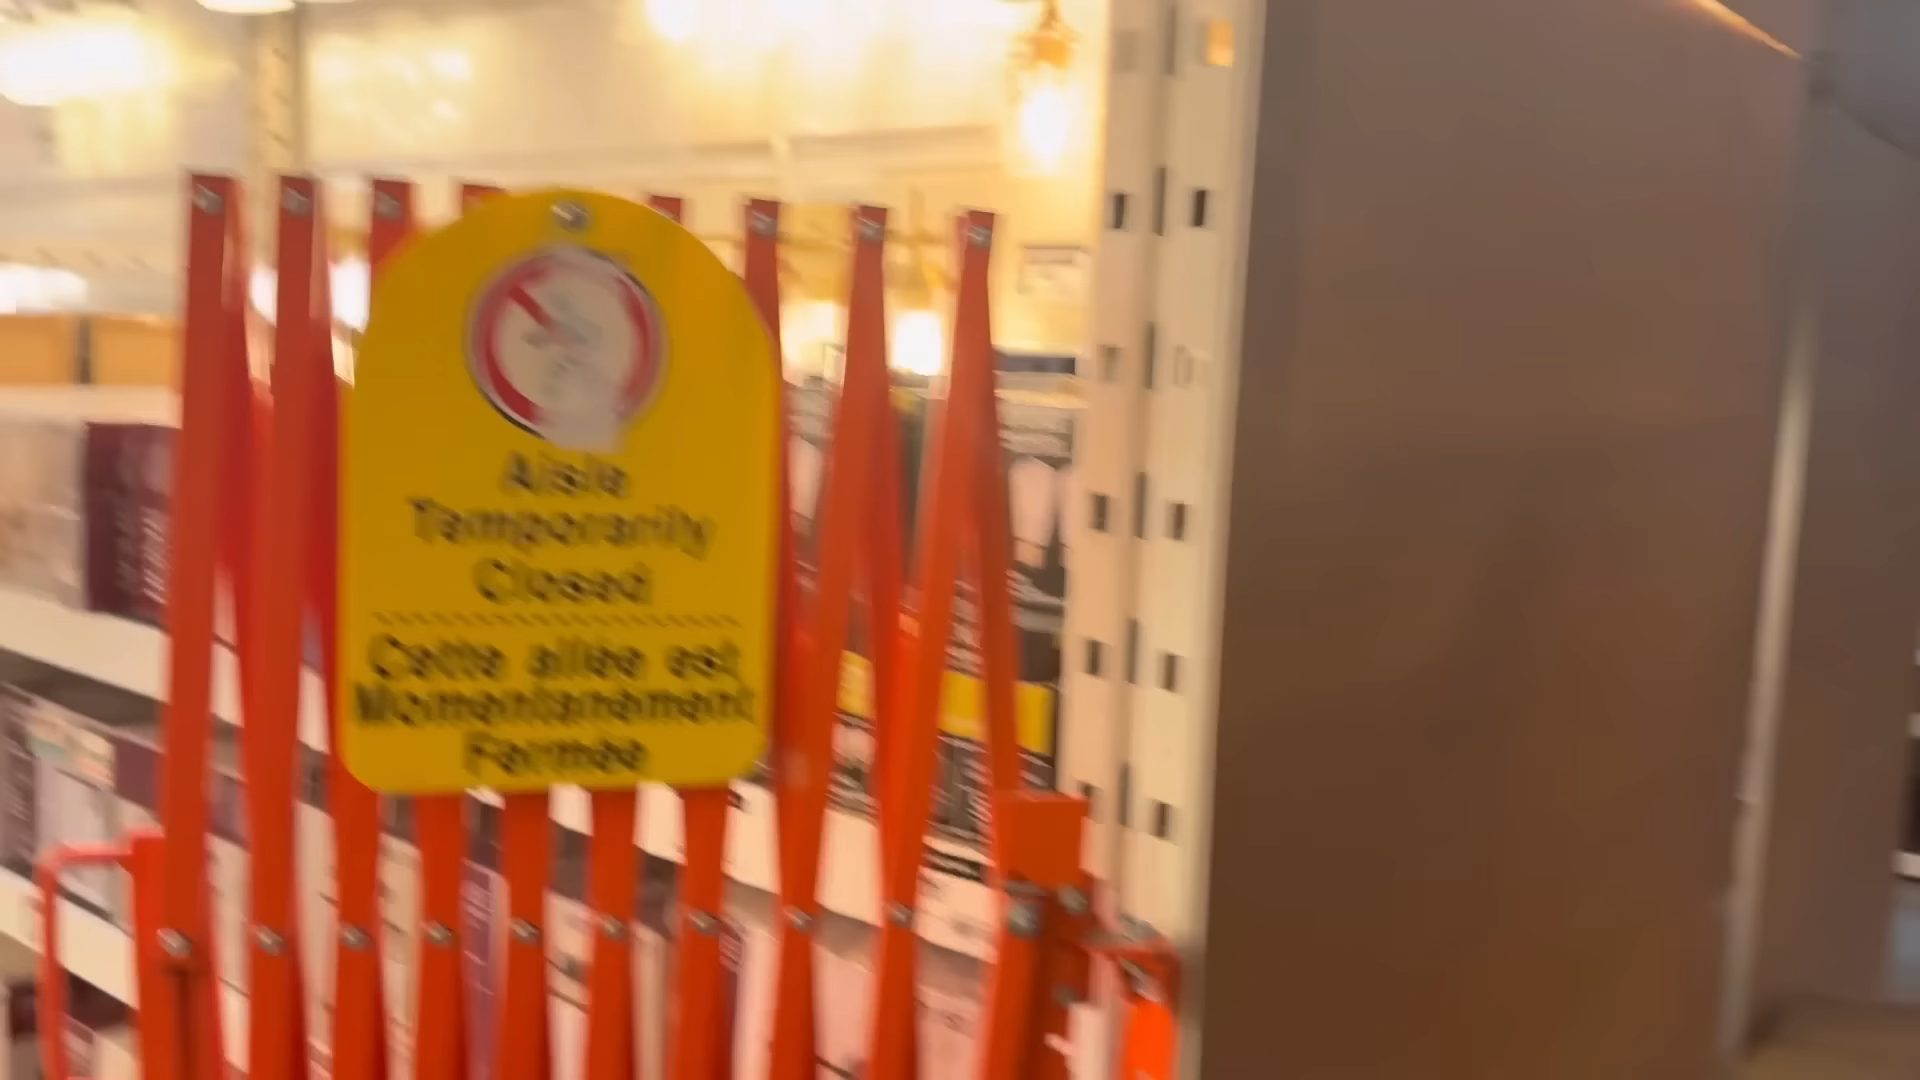 Aisle
Temporarily
Closed
Cette allée est
Momentanément
Fermée